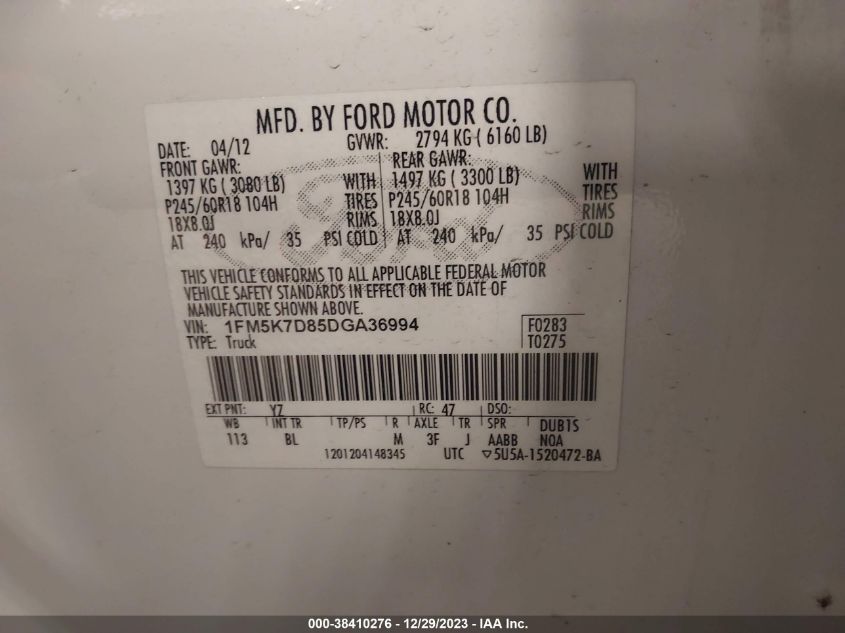 MFD. BY FORD MOTOR CO.
DATE: 04/12 GVWR: 2794 KG ( 6160 LB)
FRONT GAWR: REAR GAWR:
1397 KG ( 3080 LB) WITH 1497 KG ( 3300 LB) WITH
P245/60R18 104H TIRES P245/60R18 104H TIRES
18X8.0J RIMS 18X8.0J RIMS
AT 240 kPa/ 35 PSI COLD AT 240 kPa/ 35 PSI COLD
Ford
THIS VEHICLE CONFORMS TO ALL APPLICABLE FEDERAL MOTOR
VEHICLE SAFETY STANDARDS IN EFFECT ON THE DATE OF
MANUFACTURE SHOWN ABOVE.
VIN: 1FM5K7D85DGA36994 F0283
TYPE: Truck T0275
EXT PNT: YZ RC: 47 DSO:
WB INT TR TP/PS R AXLE TR SPR DUB1S
113 BL M 3F J AABB NOA
1201204148345 UTC ▽5U5A-1520472-BA
000-38410276 - 12/29/2023 - IAA Inc.